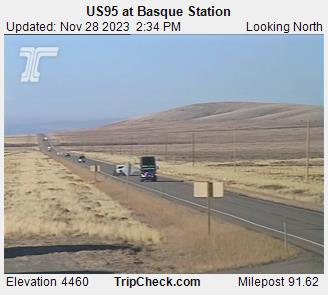 US95 at Basque Station
Updated: Nov 28 2023 2:34 PM Looking North
Elevation 4460 TripCheck.com Milepost 91.62